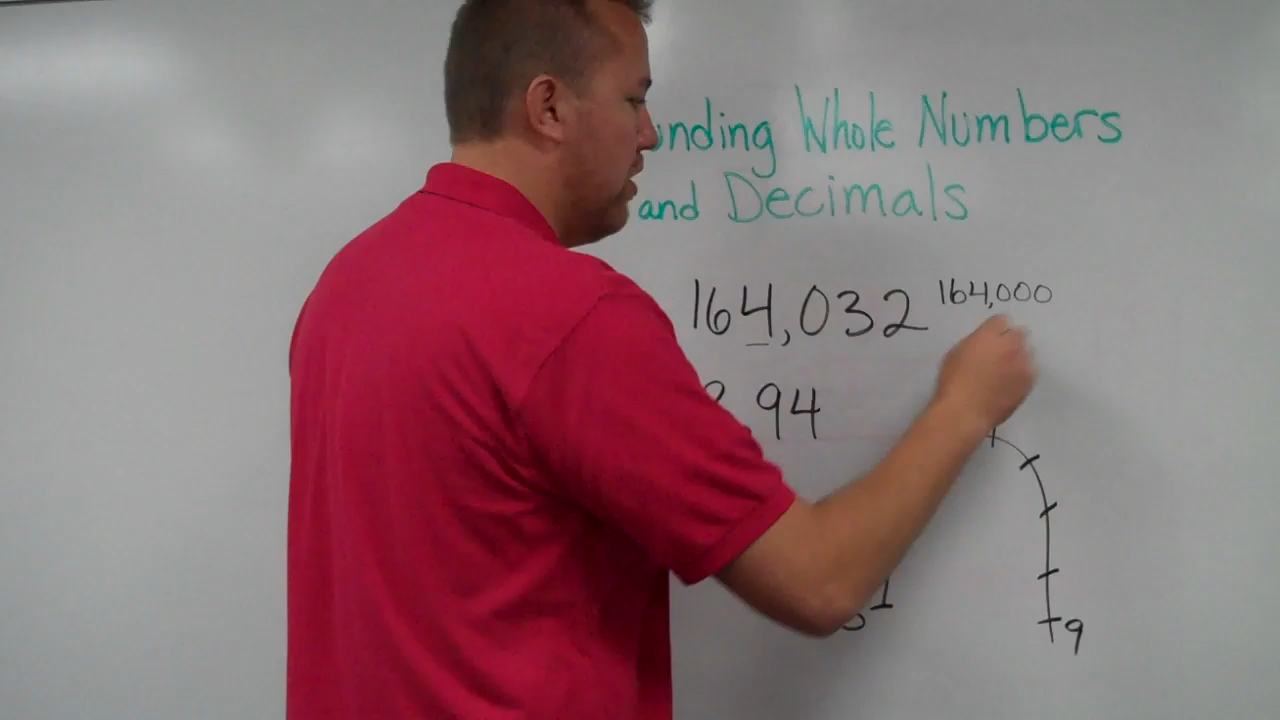 unding Whole Numbers
and Decimals
164,032 164,000
94
9